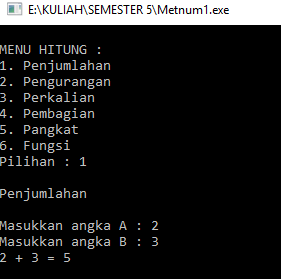 E:\KULIAH\SEMESTER 5\Metnum1.exe
MENU HITUNG :
1. Penjumlahan
2. Pengurangan
3. Perkalian
4. Pembagian
5. Pangkat
6. Fungsi
Pilihan : 1
Penjumlahan
Masukkan angka A : 2
Masukkan angka B : 3
2 + 3 = 5